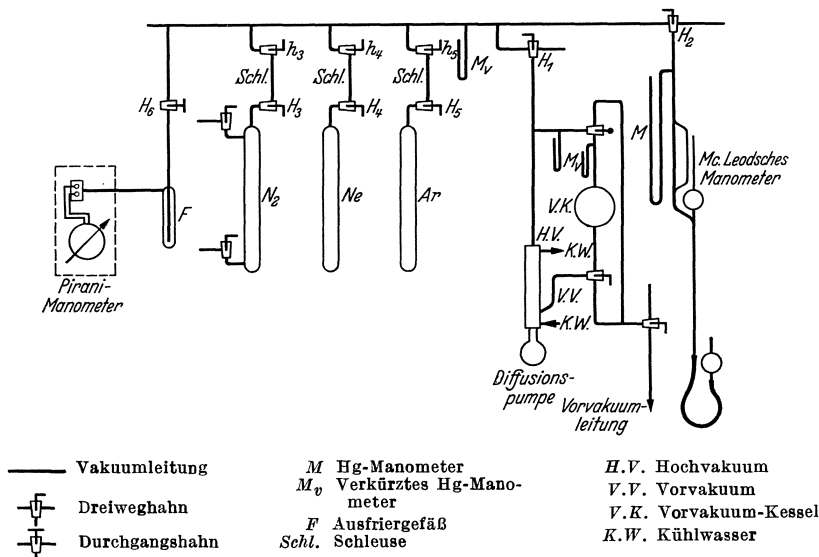 h₃
h₄
h₅
Mᵥ
H₁
H₂
Schl.
Schl.
Schl.
H₆
H₃
H₄
H₅
M
Mc. Leodsches
Manometer
Mᵥ
N₂
Ne
Ar
F
V.K.
H.V.
K.W.
V.V.
K.W.
Pirani-
Manometer
Diffusions-
pumpe
Vorvakuum-
leitung
Vakuumleitung
Dreiweghahn
Durchgangshahn
M Hg-Manometer
Mᵥ Verkürztes Hg-Mano-
meter
F Ausfriergefäß
Schl. Schleuse
H.V. Hochvakuum
V.V. Vorvakuum
V.K. Vorvakuum-Kessel
K.W. Kühlwasser